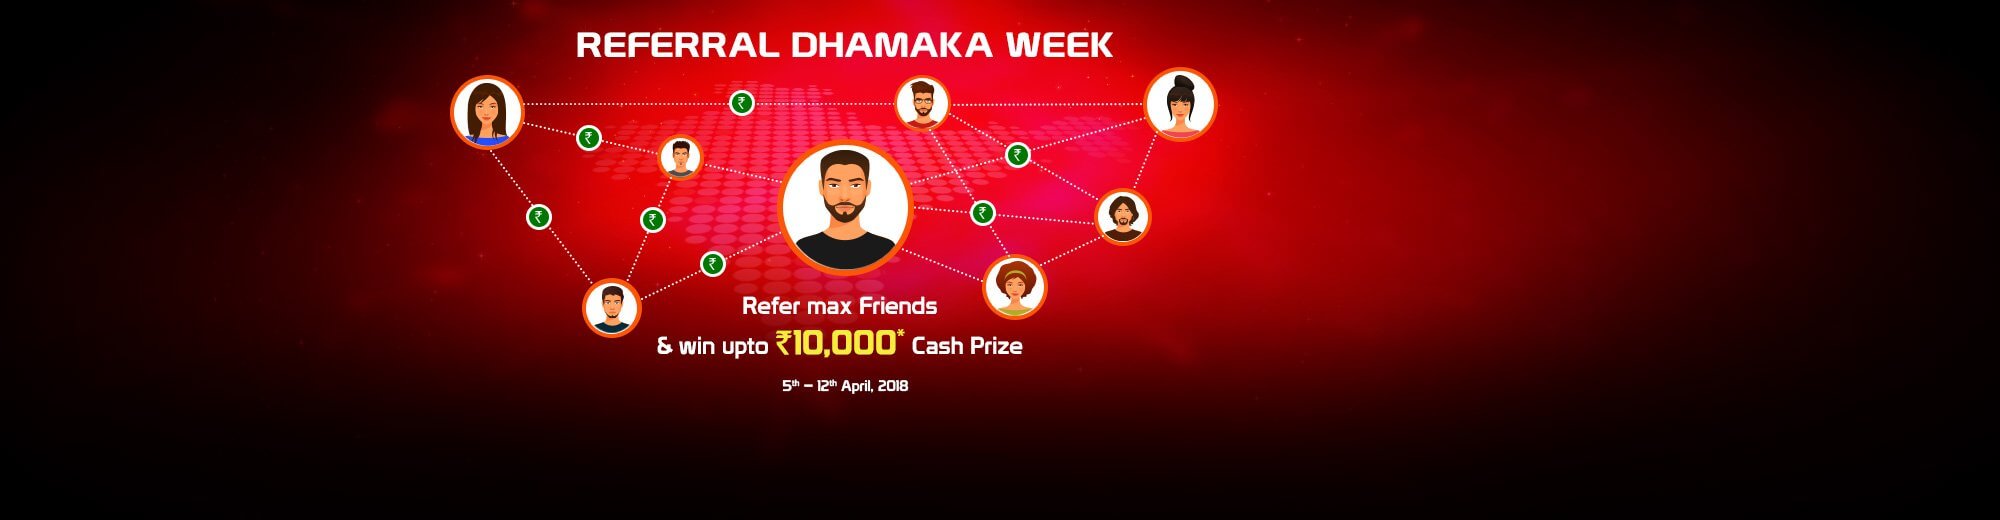 REFERRAL DHAMAKA WEEK
₹
₹
₹
₹
₹
₹
₹
Refer max Friends
& win upto ₹10,000* Cash Prize
5th – 12th April, 2018